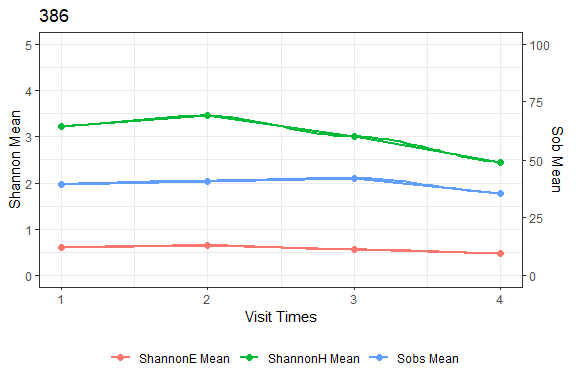 386
5
4
3
2
1
0
Shannon Mean
100
75
50
25
0
Sob Mean
1 2 3 4
Visit Times
ShannonE Mean ShannonH Mean Sobs Mean